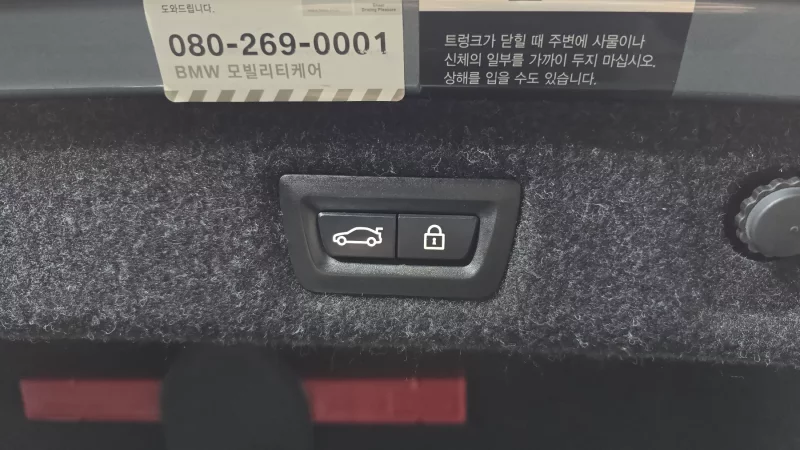 도와드립니다.
080-269-0001
BMW 모빌리티케어
트렁크가 닫힐 때 주변에 사물이나
신체의 일부를 가까이 두지 마십시오.
상해를 입을 수도 있습니다.